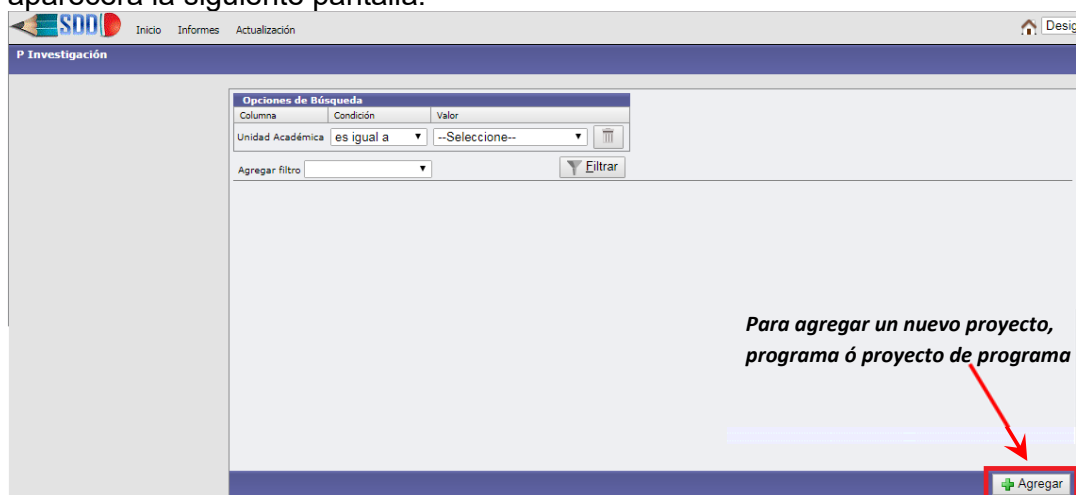 aparecerá la siguiente pantalla:
SDD Inicio Informes Actualización
P Investigación
Opciones de Búsqueda
Columna Condición Valor
Unidad Académica es igual a --Seleccione--
Agregar filtro Filtrar
Para agregar un nuevo proyecto,
programa ó proyecto de programa
Agregar